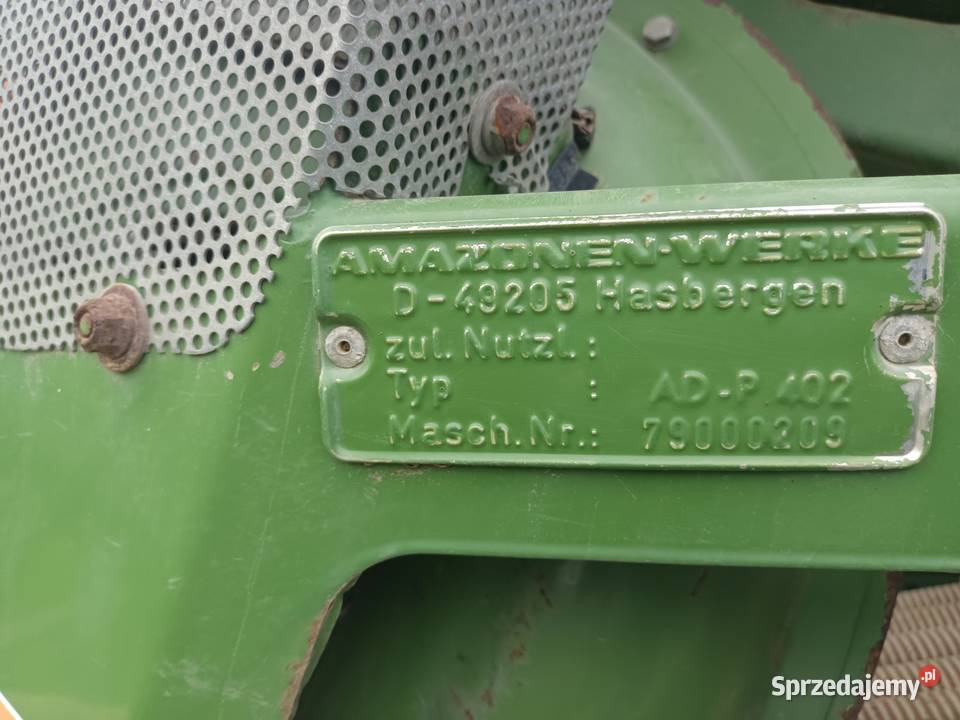 AMAZONEN-WERKE
D-49205 Hasbergen
zul. Nutzl.:
Typ : AD-P 402
Masch.Nr.: 79000209
Sprzedajemy.pl